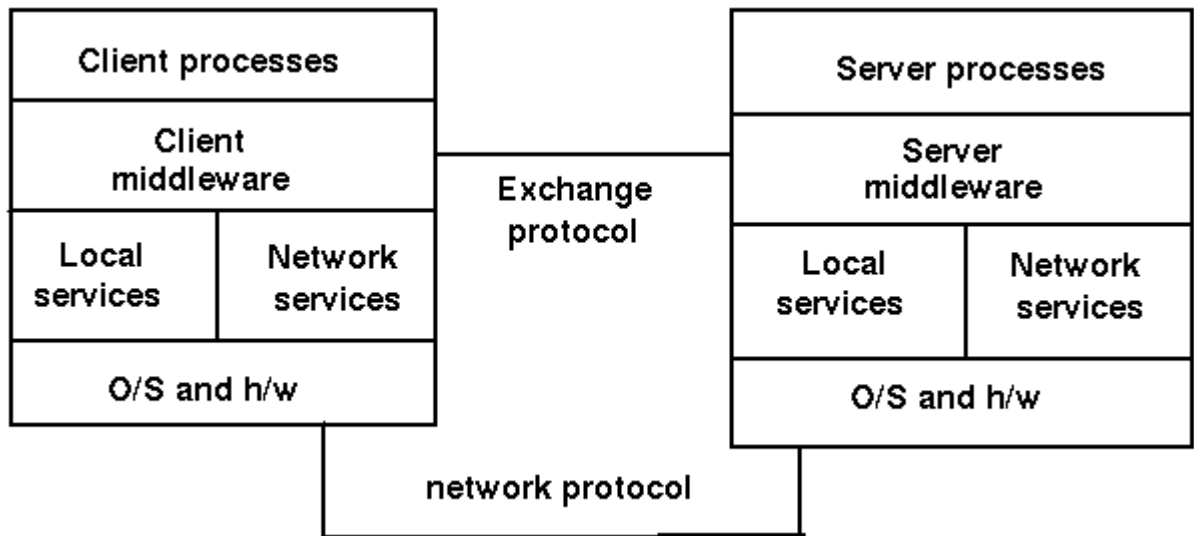 Client processes
Client
middleware
Local
services
Network
services
O/S and h/w
Exchange
protocol
network protocol
Server processes
Server
middleware
Local
services
Network
services
O/S and h/w